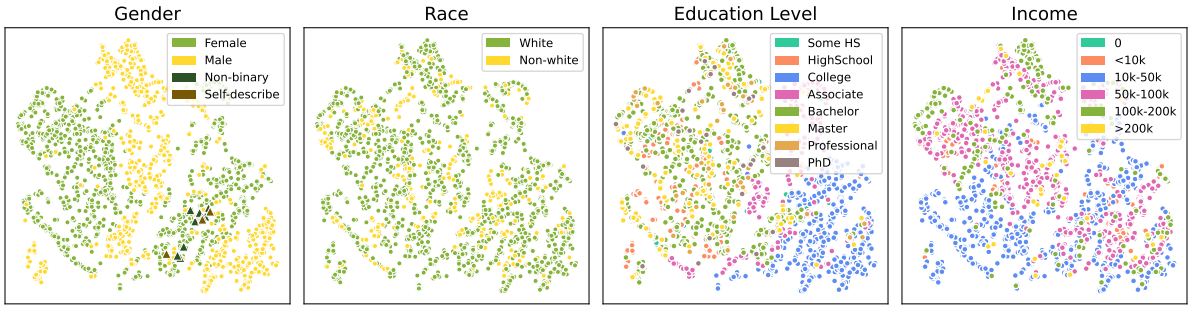 Gender
Female
Male
Non-binary
Self-describe
Race
White
Non-white
Education Level
Some HS
HighSchool
College
Associate
Bachelor
Master
Professional
PhD
Income
0
<10k
10k-50k
50k-100k
100k-200k
>200k